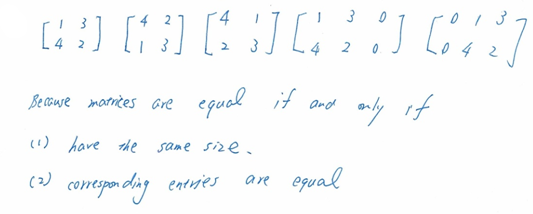 [1 3 [4 2 [4 1 [1 3 0 [0 1 3
4 2] 1 3] 2 3] 4 2 0] 0 4 2]
Because matrices are equal if and only if
(1) have the same size.
(2) corresponding entries are equal